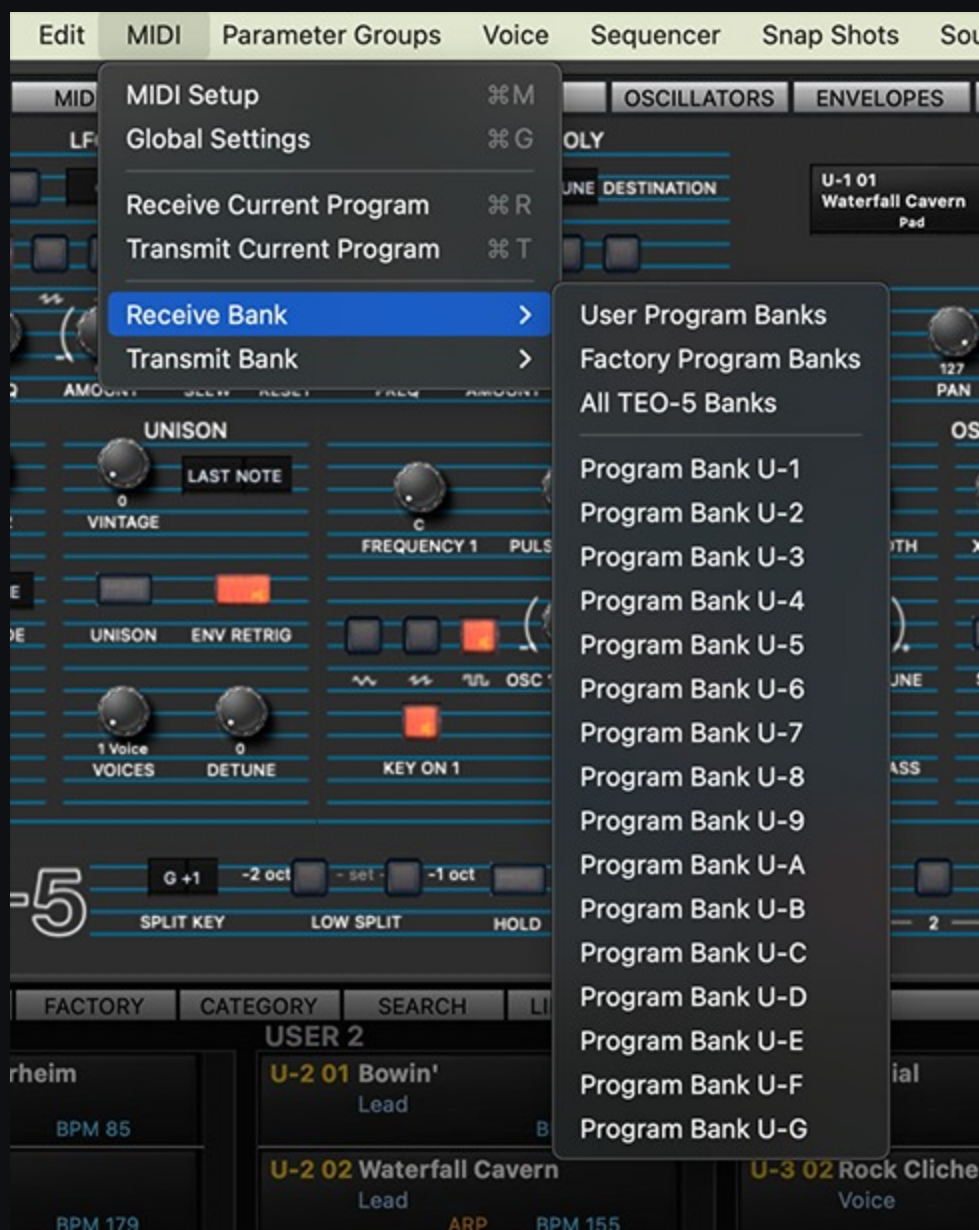 Edit MIDI Parameter Groups Voice Sequencer Snap Shots
MIDI Setup ⌘M
Global Settings ⌘G
Receive Current Program ⌘R
Transmit Current Program ⌘T
Receive Bank >
Transmit Bank >
User Program Banks
Factory Program Banks
All TEO-5 Banks
Program Bank U-1
Program Bank U-2
Program Bank U-3
Program Bank U-4
Program Bank U-5
Program Bank U-6
Program Bank U-7
Program Bank U-8
Program Bank U-9
Program Bank U-A
Program Bank U-B
Program Bank U-C
Program Bank U-D
Program Bank U-E
Program Bank U-F
Program Bank U-G
OSCILLATORS ENVELOPES
DESTINATION
U-1 01
Waterfall Cavern
Pad
127
PAN
UNISON
LAST NOTE
0
VINTAGE
C
FREQUENCY 1
UNISON ENV RETRIG
1 Voice 0
VOICES DETUNE KEY ON 1
-5
G +1 -2 oct - set - -1 oct
SPLIT KEY LOW SPLIT HOLD 2
FACTORY CATEGORY SEARCH
USER 2
U-2 01 Bowin'
Lead
BPM 85
U-2 02 Waterfall Cavern
Lead
ARP BPM 155
BPM 179
U-3 02 Rock Cliche
Voice